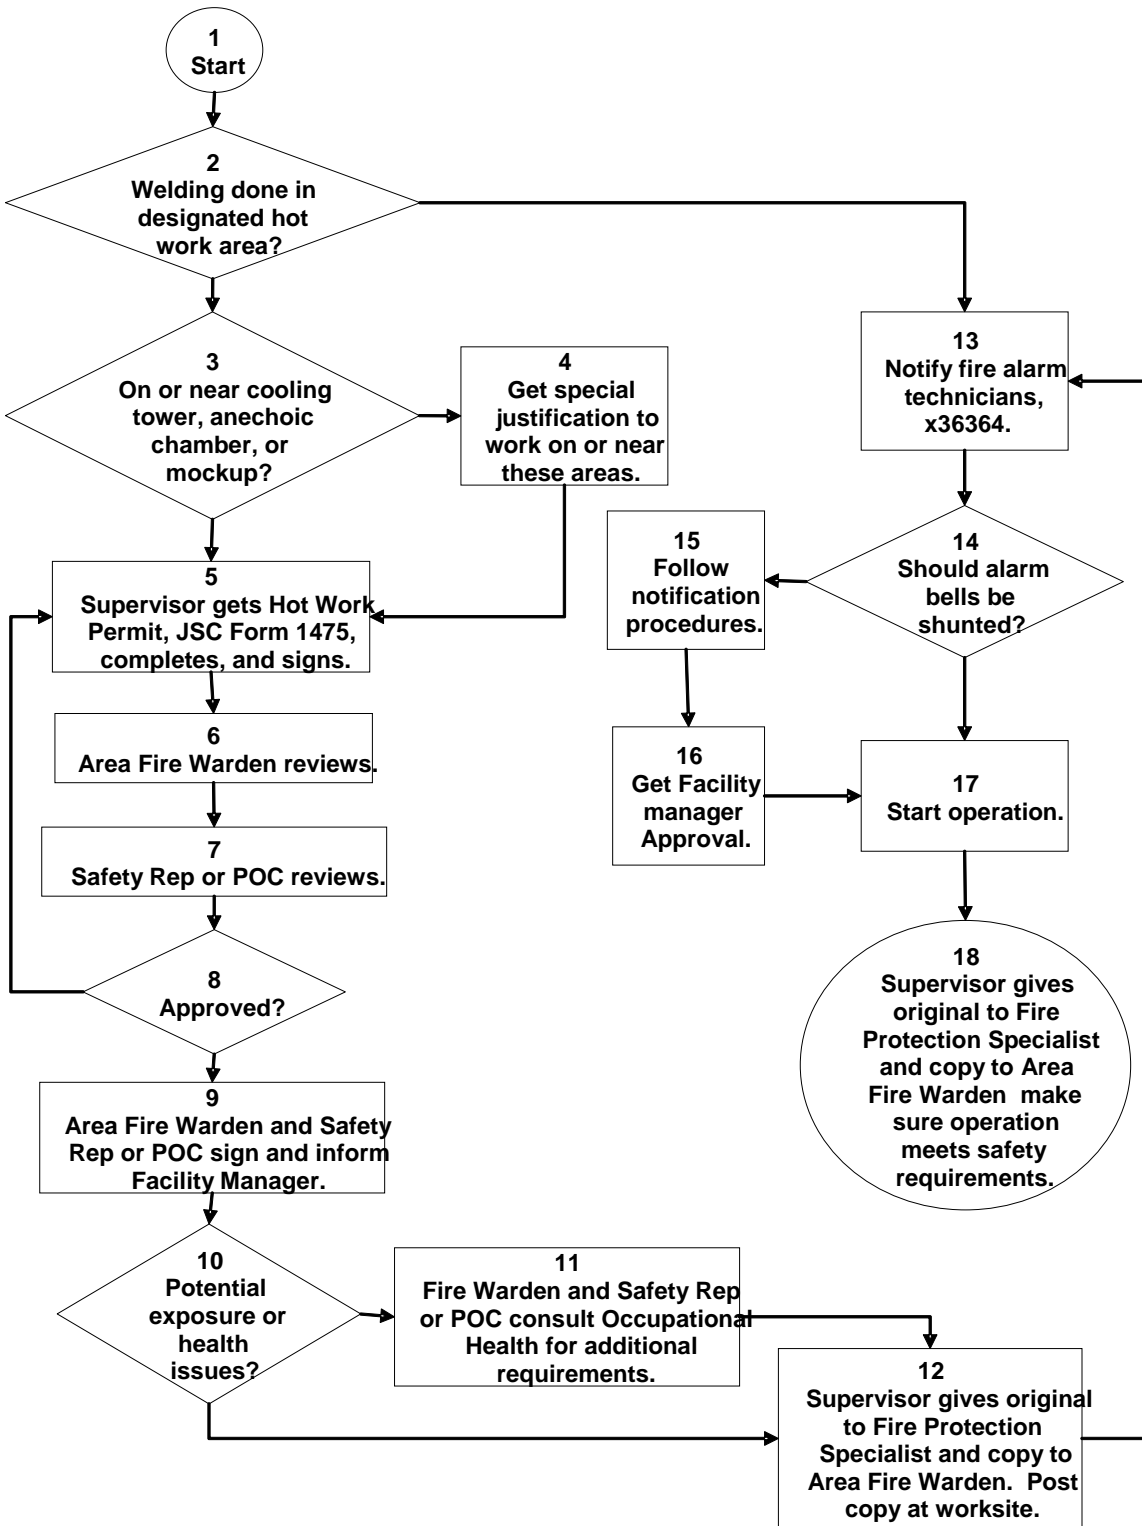 1
Start
2
Welding done in
designated hot
work area?
3
On or near cooling
tower, anechoic
chamber, or
mockup?
4
Get special
justification to
work on or near
these areas.
5
Supervisor gets Hot Work
Permit, JSC Form 1475,
completes, and signs.
6
Area Fire Warden reviews.
7
Safety Rep or POC reviews.
8
Approved?
9
Area Fire Warden and Safety
Rep or POC sign and inform
Facility Manager.
10
Potential
exposure or
health
issues?
11
Fire Warden and Safety Rep
or POC consult Occupational
Health for additional
requirements.
12
Supervisor gives original
to Fire Protection
Specialist and copy to
Area Fire Warden.  Post
copy at worksite.
13
Notify fire alarm
technicians,
x36364.
14
Should alarm
bells be
shunted?
15
Follow
notification
procedures.
16
Get Facility
manager
Approval.
17
Start operation.
18
Supervisor gives
original to Fire
Protection Specialist
and copy to Area
Fire Warden  make
sure operation
meets safety
requirements.